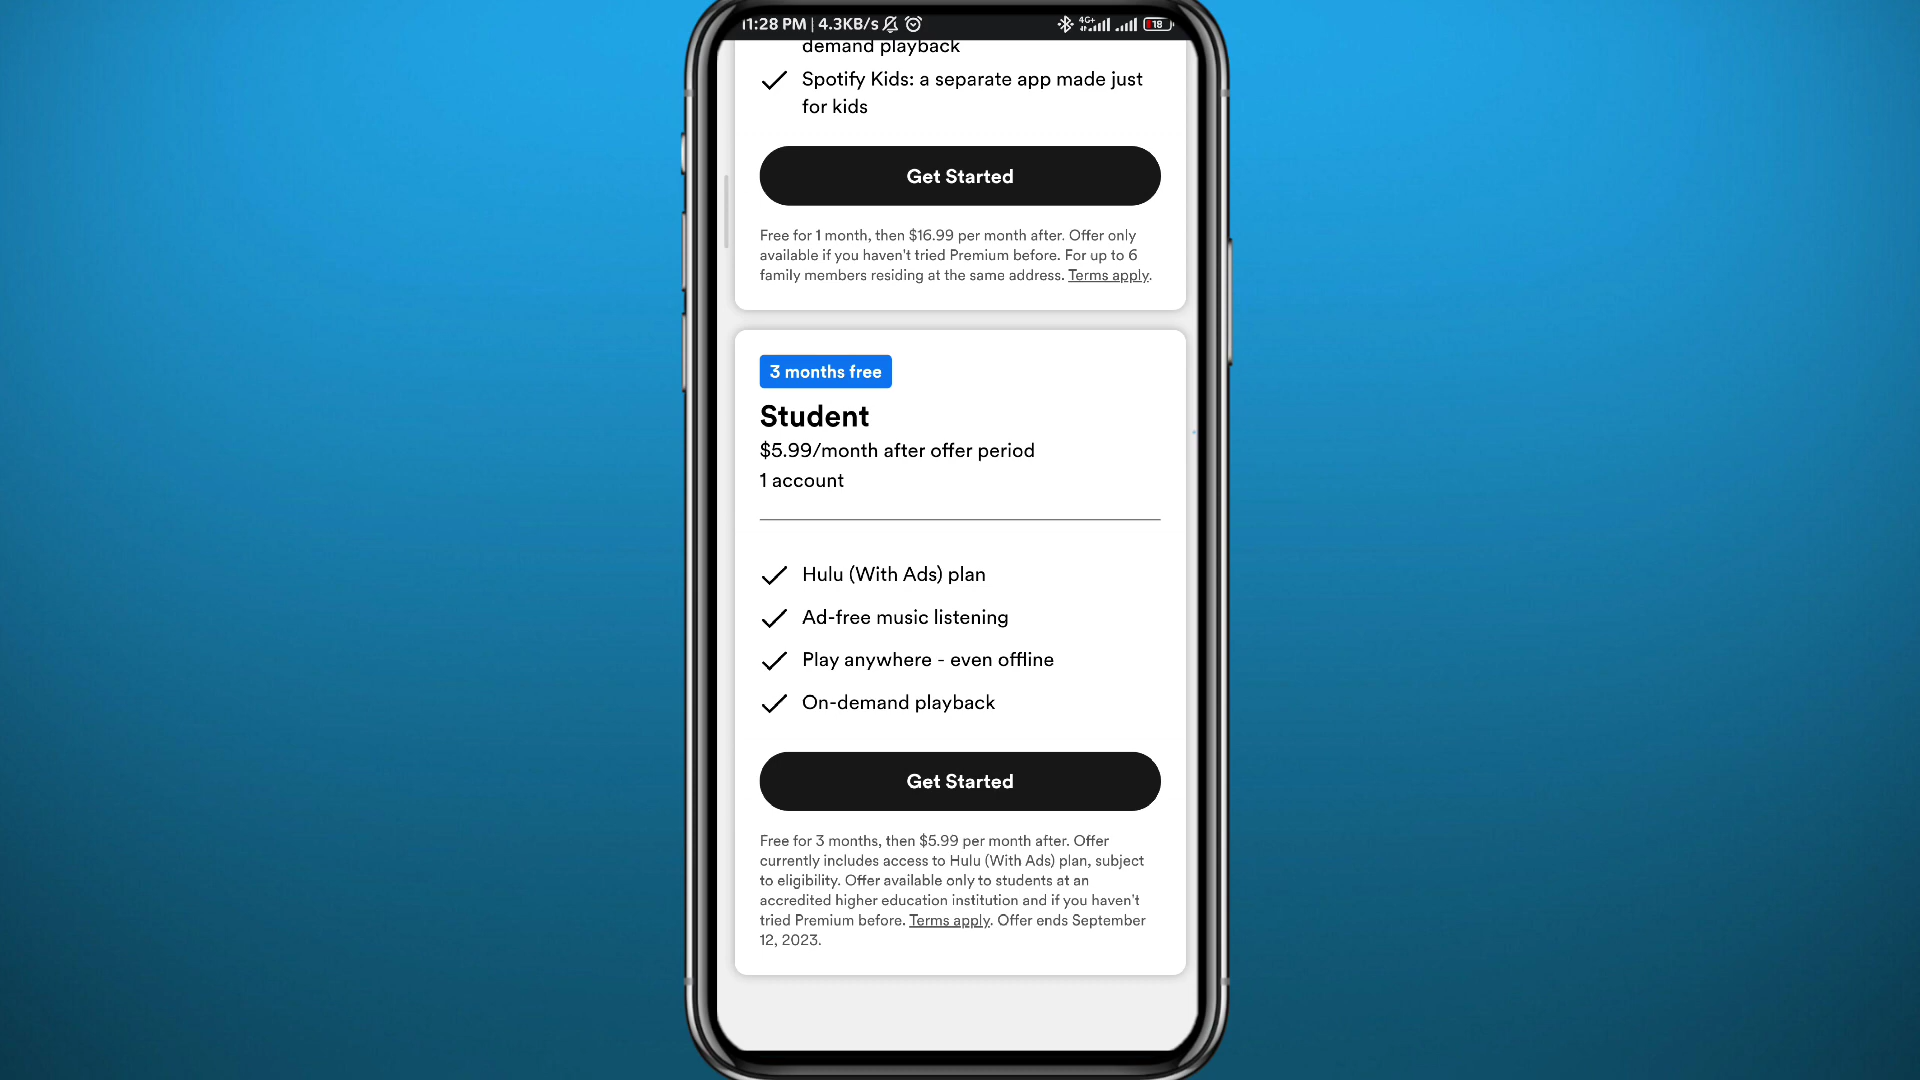 11:28 PM | 4.3KB/s 4G+ 18
demand playback
Spotify Kids: a separate app made just
for kids
Get Started
Free for 1 month, then $16.99 per month after. Offer only
available if you haven't tried Premium before. For up to 6
family members residing at the same address. Terms apply.
3 months free
Student
$5.99/month after offer period
1 account
Hulu (With Ads) plan
Ad-free music listening
Play anywhere - even offline
On-demand playback
Get Started
Free for 3 months, then $5.99 per month after. Offer
currently includes access to Hulu (With Ads) plan, subject
to eligibility. Offer available only to students at an
accredited higher education institution and if you haven't
tried Premium before. Terms apply. Offer ends September
12, 2023.